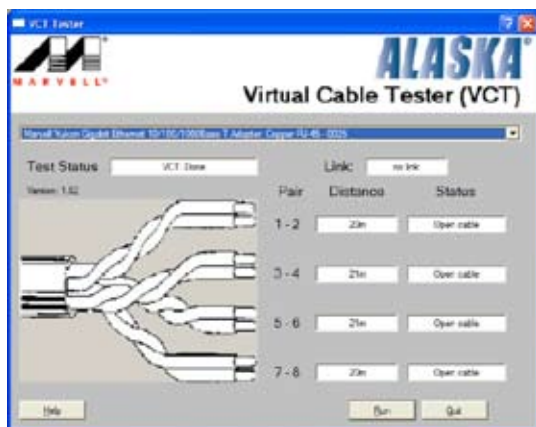 VCT Tester
MARVELL®
ALASKA®
Virtual Cable Tester (VCT)
Marvell Yukon Gigabit Ethernet 10/100/1000Base-T Adapter, Copper RJ-45 - 0025
Test Status VCT Done Link: no link
Version: 1.02
Pair Distance Status
1 - 2 20m Open cable
3 - 4 21m Open cable
5 - 6 21m Open cable
7 - 8 20m Open cable
Help Run Quit